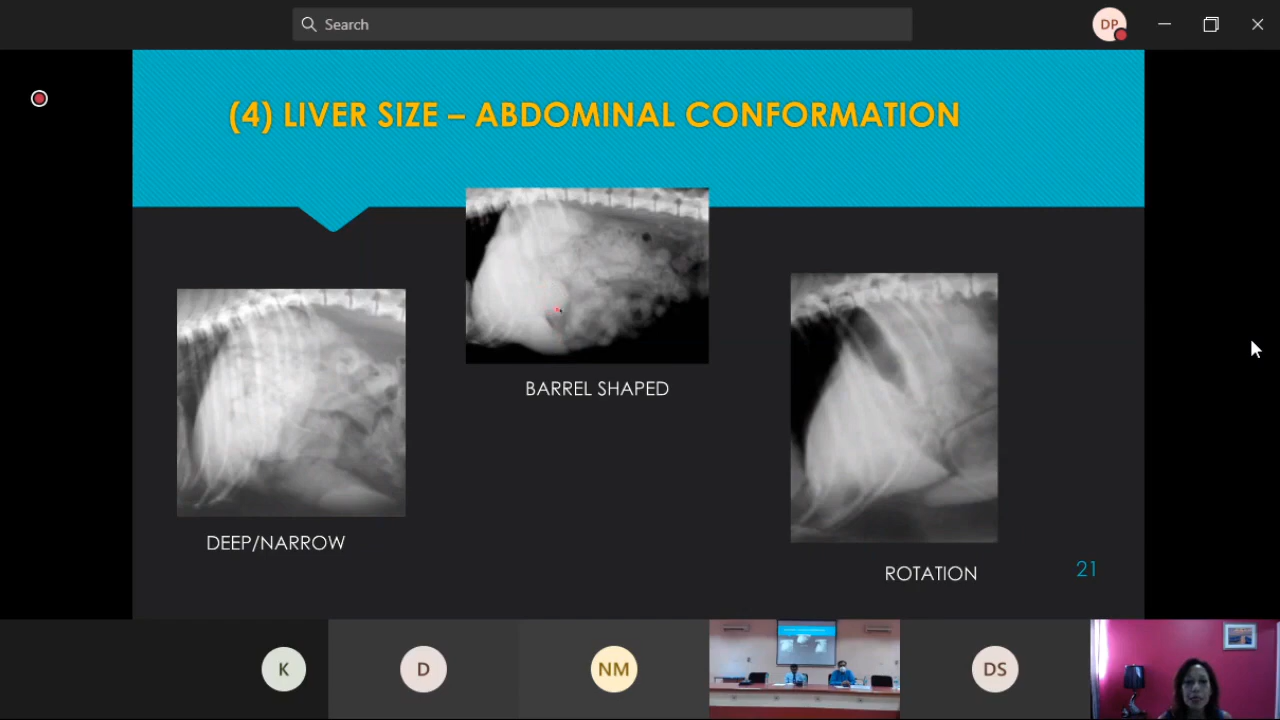 Search
DP
(4) LIVER SIZE – ABDOMINAL CONFORMATION
BARREL SHAPED
DEEP/NARROW
ROTATION
21
K
D
NM
DS